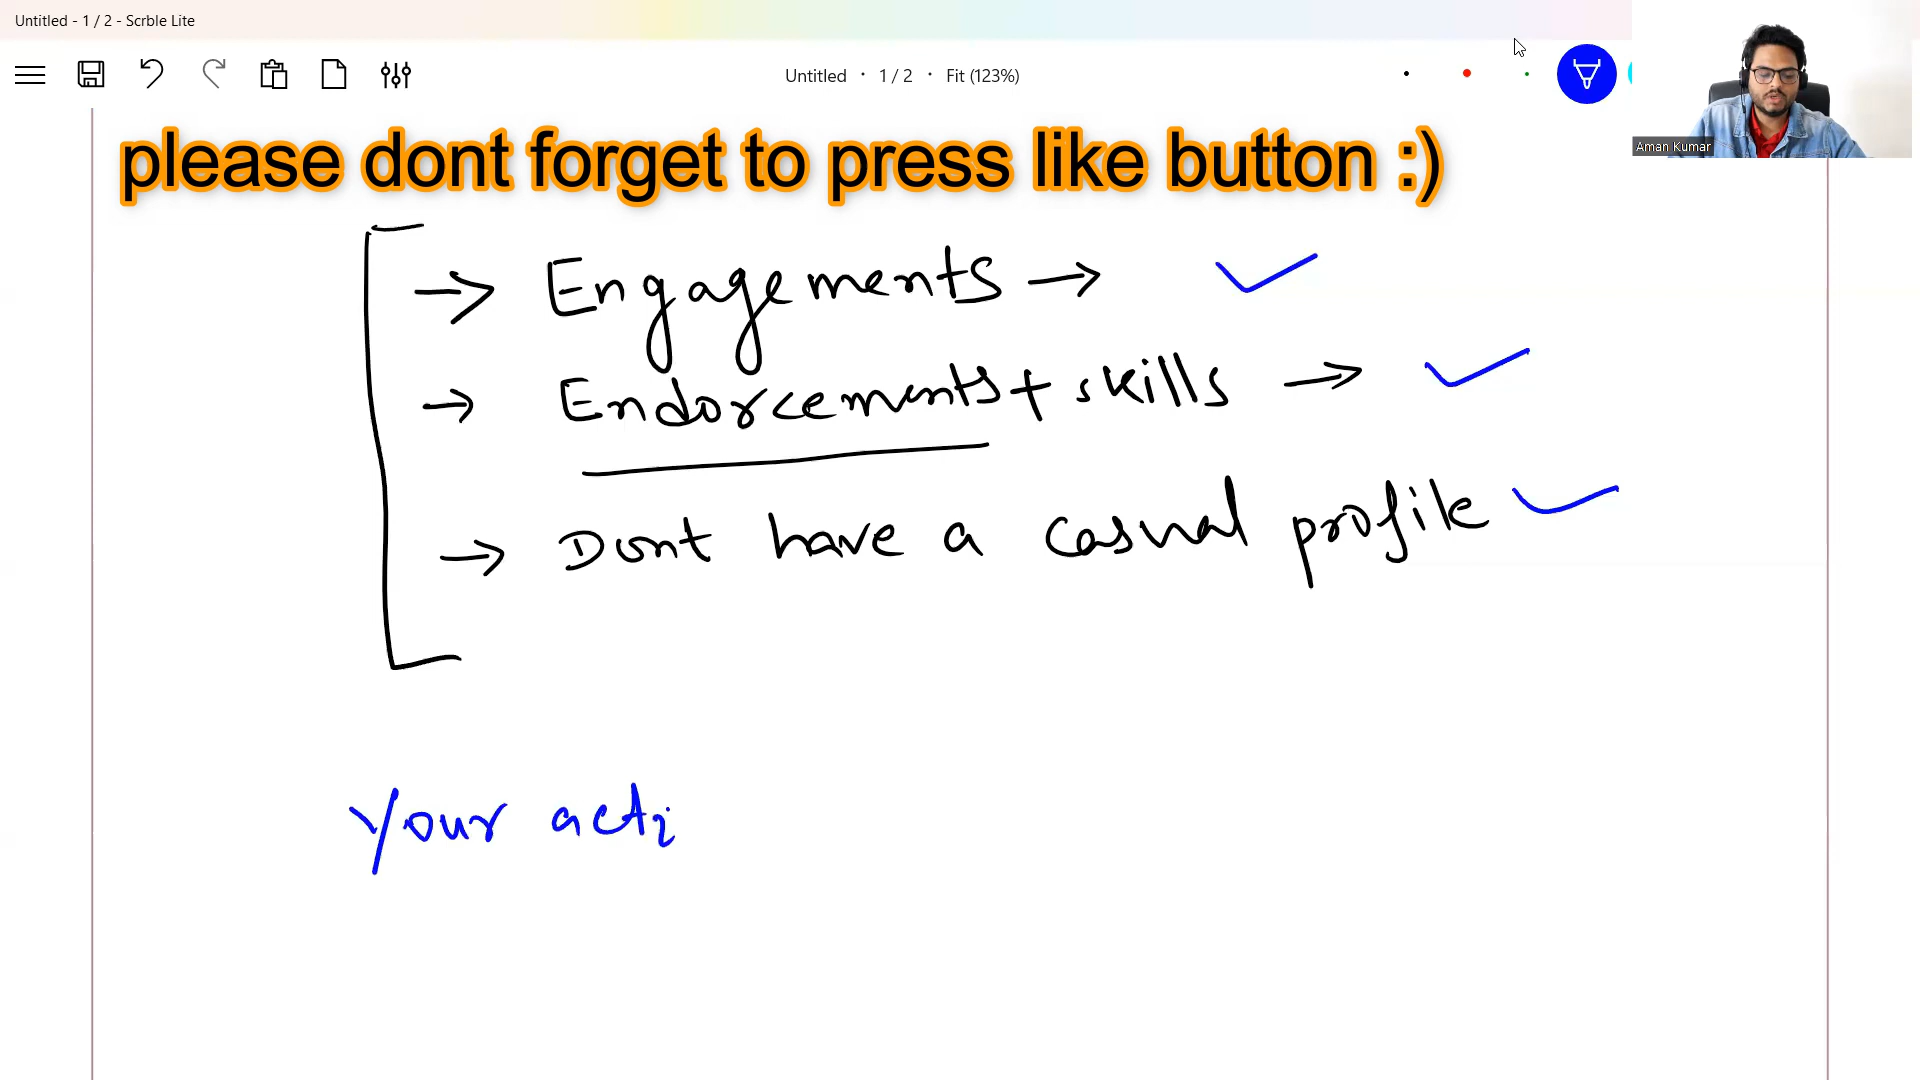 Untitled - 1 / 2 - Scrble Lite
Untitled • 1 / 2 • Fit (123%)
Aman Kumar
please dont forget to press like button :)
→ Engagements →
→ Endorcements + skills →
→ Dont have a casual profile
Your acti